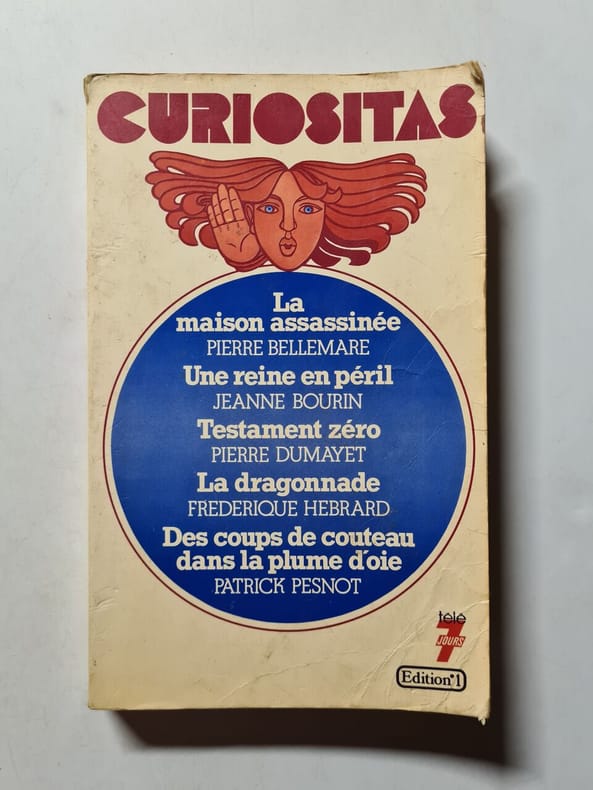 CURIOSITAS
La
maison assassinée
PIERRE BELLEMARE
Une reine en péril
JEANNE BOURIN
Testament zéro
PIERRE DUMAYET
La dragonnade
FREDERIQUE HEBRARD
Des coups de couteau
dans la plume d'oie
PATRICK PESNOT
télé
7
JOURS
Edition°1